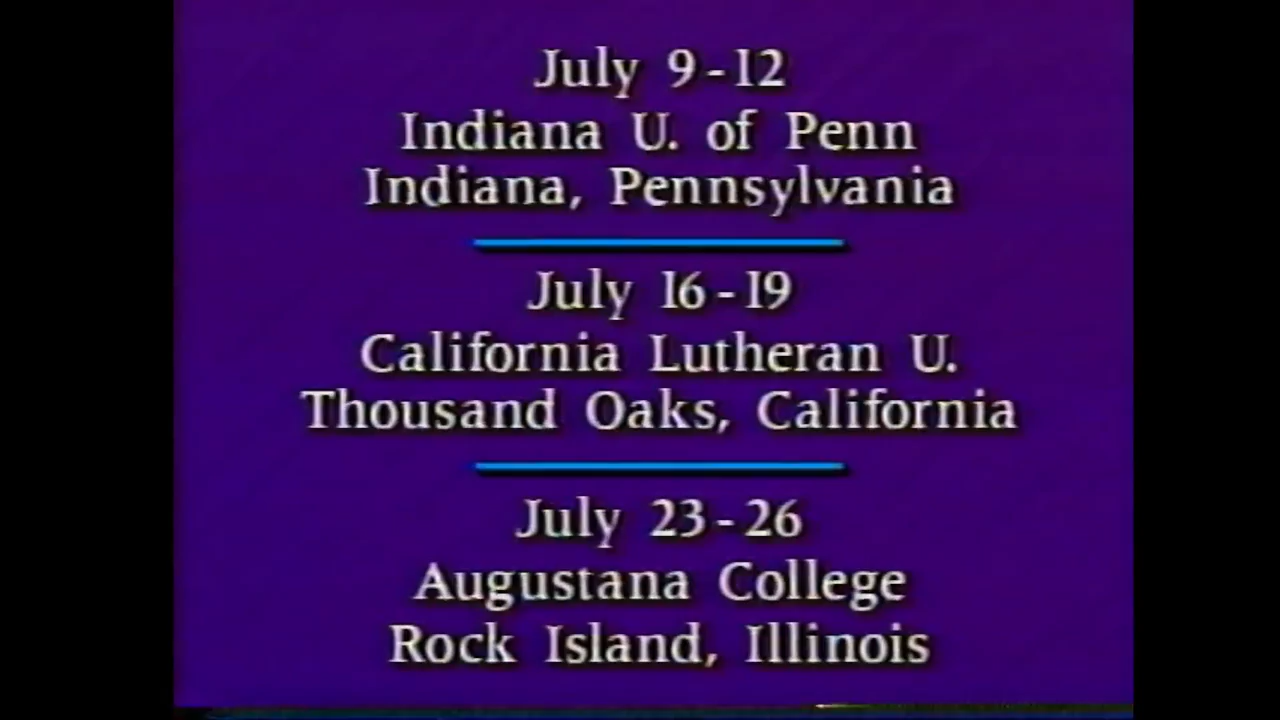 July 9-12
Indiana U. of Penn
Indiana, Pennsylvania
July 16-19
California Lutheran U.
Thousand Oaks, California
July 23-26
Augustana College
Rock Island, Illinois